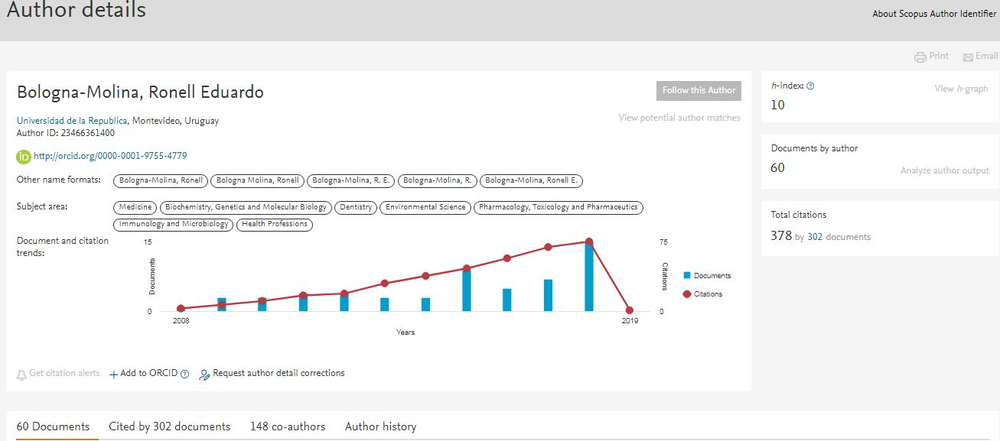 Author details
About Scopus Author Identifier
Print Email
Bologna-Molina, Ronell Eduardo
Follow this Author
Universidad de la Republica, Montevideo, Uruguay
View potential author matches
Author ID: 23466361400
iD http://orcid.org/0000-0001-9755-4779
Other name formats: Bologna-Molina, Ronell Bologna Molina, Ronell Bologna-Molina, R. E. Bologna-Molina, R. Bologna-Molina, Ronell E.
Subject area: Medicine Biochemistry, Genetics and Molecular Biology Dentistry Environmental Science Pharmacology, Toxicology and Pharmaceutics
Immunology and Microbiology Health Professions
Document and citation
trends:
15
Documents
0
75
Citations
0
2008 2019
Years
Documents
Citations
Get citation alerts + Add to ORCID ? Request author detail corrections
h-index: ?
View h-graph
10
Documents by author
60
Analyze author output
Total citations
378 by 302 documents
60 Documents Cited by 302 documents 148 co-authors Author history